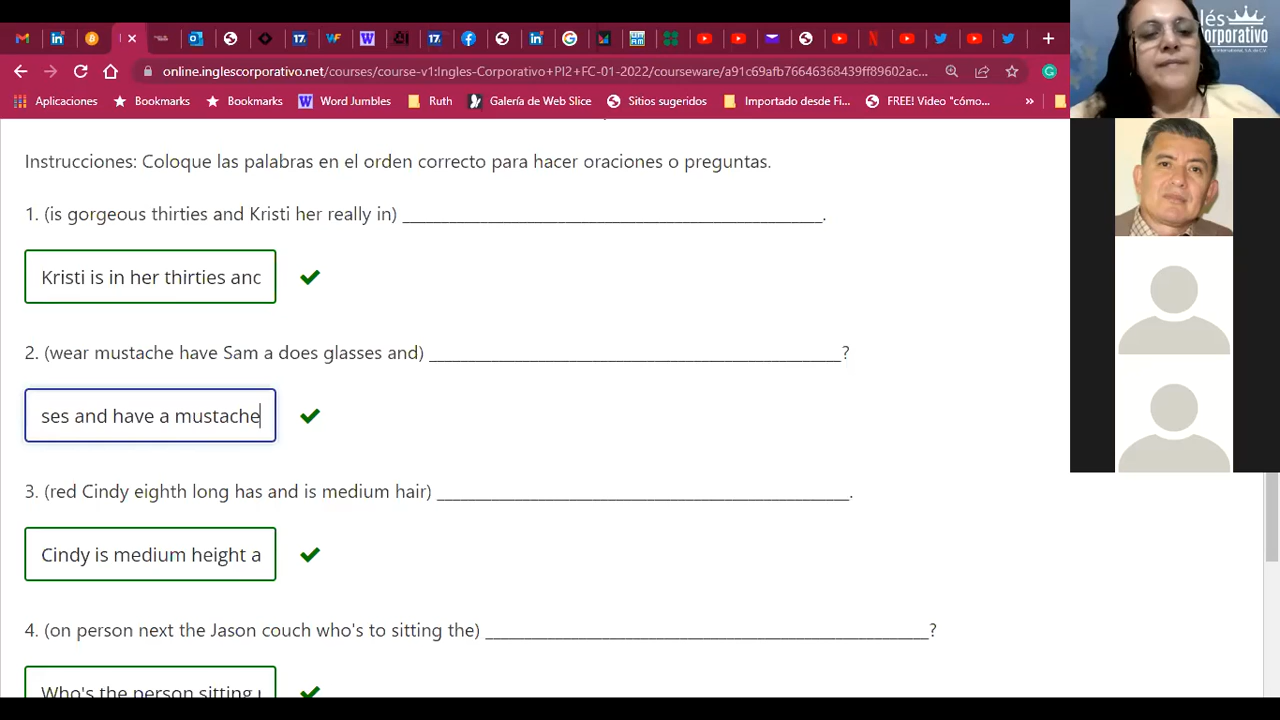 lés
Corporativo
online.inglescorporativo.net/courses/course-v1:Ingles-Corporativo+PI2+FC-01-2022/courseware/a91c69afb76646368439ff89602ac...
Aplicaciones Bookmarks Bookmarks Word Jumbles Ruth Galería de Web Slice Sitios sugeridos Importado desde Fi... FREE! Video "cómo... »
Instrucciones: Coloque las palabras en el orden correcto para hacer oraciones o preguntas.
1. (is gorgeous thirties and Kristi her really in) ______________________________________________.
Kristi is in her thirties anc
2. (wear mustache have Sam a does glasses and) ______________________________________________?
ses and have a mustache
3. (red Cindy eighth long has and is medium hair) ______________________________________________.
Cindy is medium height a
4. (on person next the Jason couch who's to sitting the) ______________________________________________?
Who's the person sitting